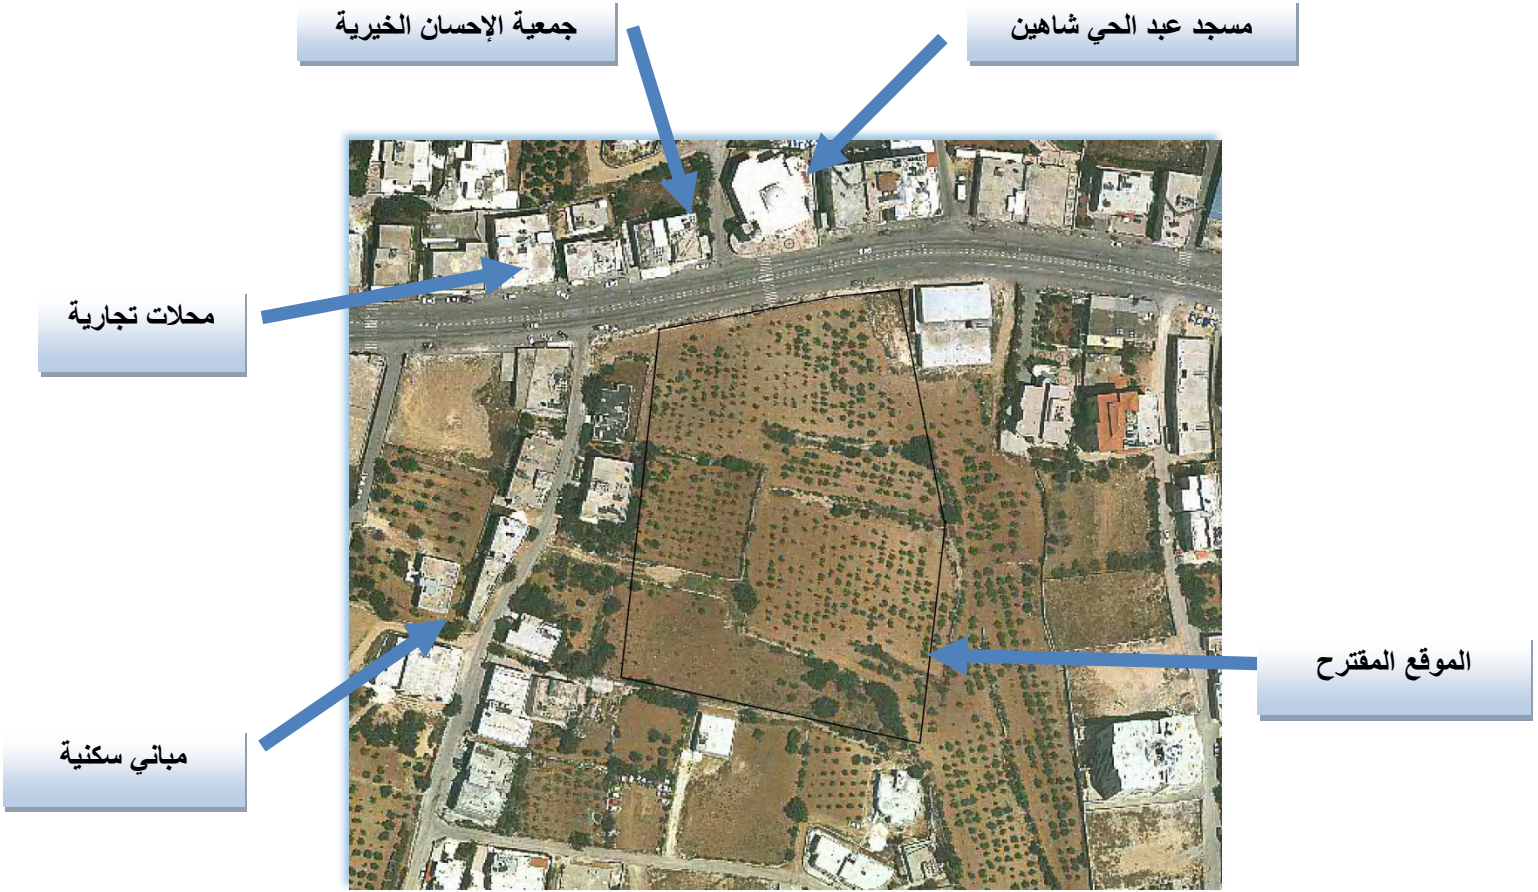 مسجد عبد الحي شاهين
جمعية الإحسان الخيرية
محلات تجارية
الموقع المقترح
مباني سكنية